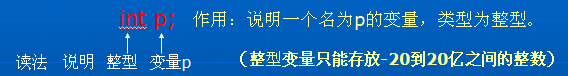 int p; 作用：说明一个名为p的变量，类型为整型。
读法 说明 整型 变量p （整型变量只能存放-20到20亿之间的整数）